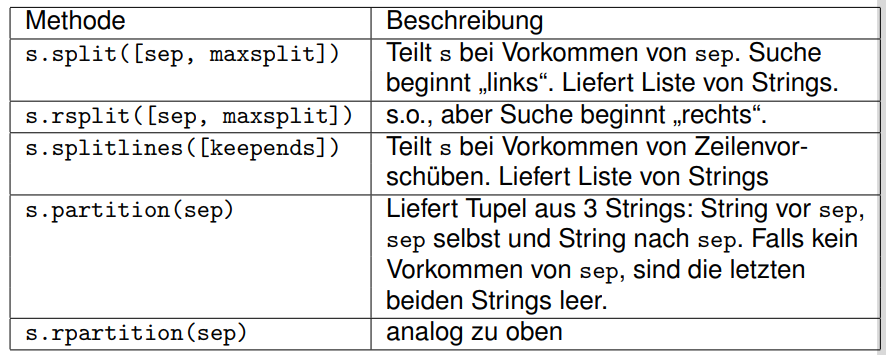 Methode Beschreibung
s.split([sep, maxsplit]) Teilt s bei Vorkommen von sep. Suche
beginnt „links“. Liefert Liste von Strings.
s.rsplit([sep, maxsplit]) s.o., aber Suche beginnt „rechts“.
s.splitlines([keepends]) Teilt s bei Vorkommen von Zeilenvor-
schüben. Liefert Liste von Strings
s.partition(sep) Liefert Tupel aus 3 Strings: String vor sep,
sep selbst und String nach sep. Falls kein
Vorkommen von sep, sind die letzten
beiden Strings leer.
s.rpartition(sep) analog zu oben